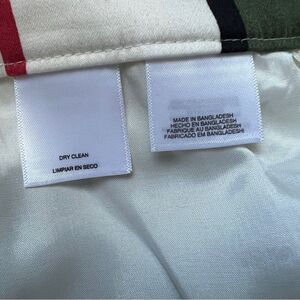 DRY CLEAN
LIMPIAR EN SECO
MADE IN BANGLADESH
HECHO EN BANGLADESH
FABRIQUE AU BANGLADESH
FABRICADO EM BANGLADESH